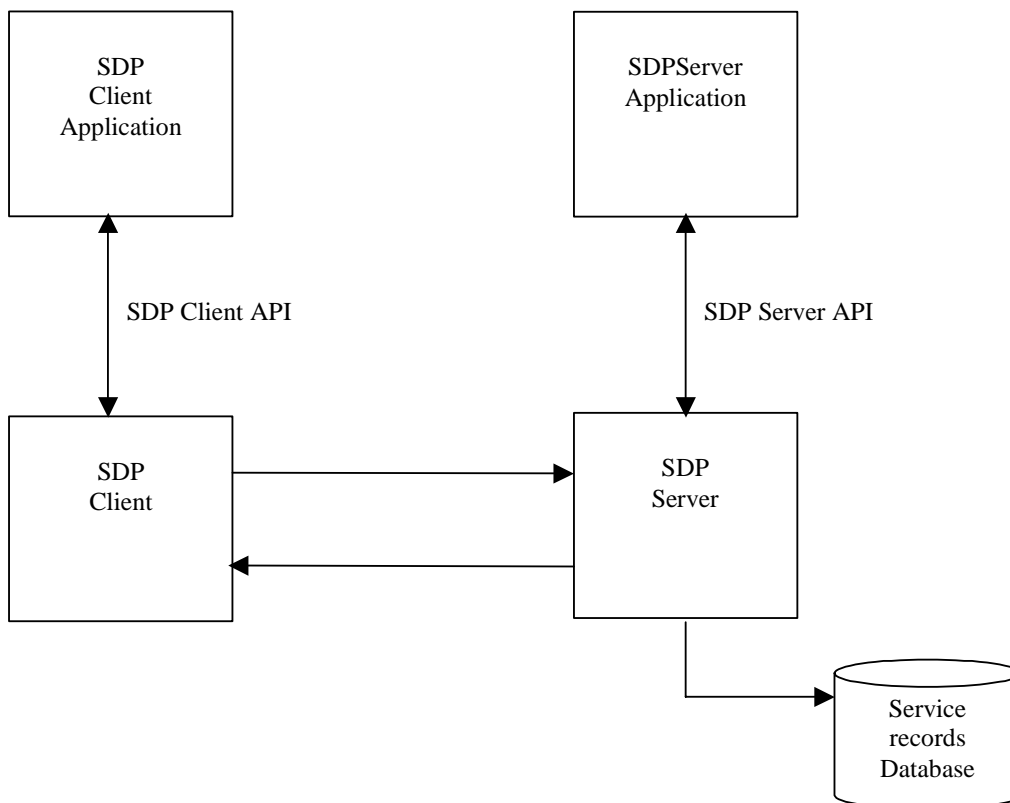 SDP
Client
Application
SDPServer
Application
SDP Client API
SDP Server API
SDP
Client
SDP
Server
Service
records
Database